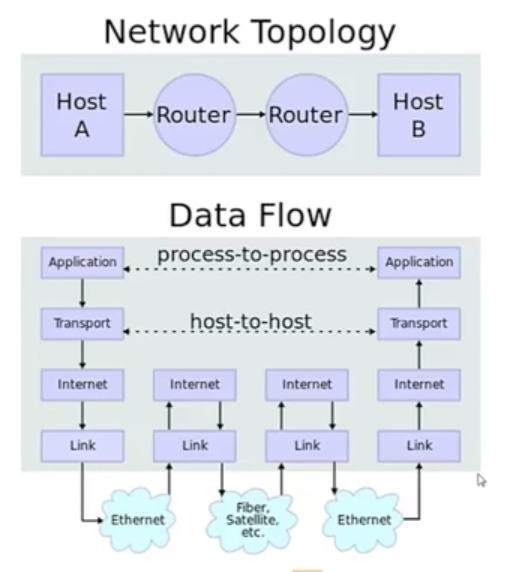 Network Topology
Host
A
Router
Router
Host
B
Data Flow
Application
process-to-process
Application
Transport
host-to-host
Transport
Internet
Internet
Internet
Internet
Link
Link
Link
Link
Ethernet
Fiber,
Satellite,
etc.
Ethernet